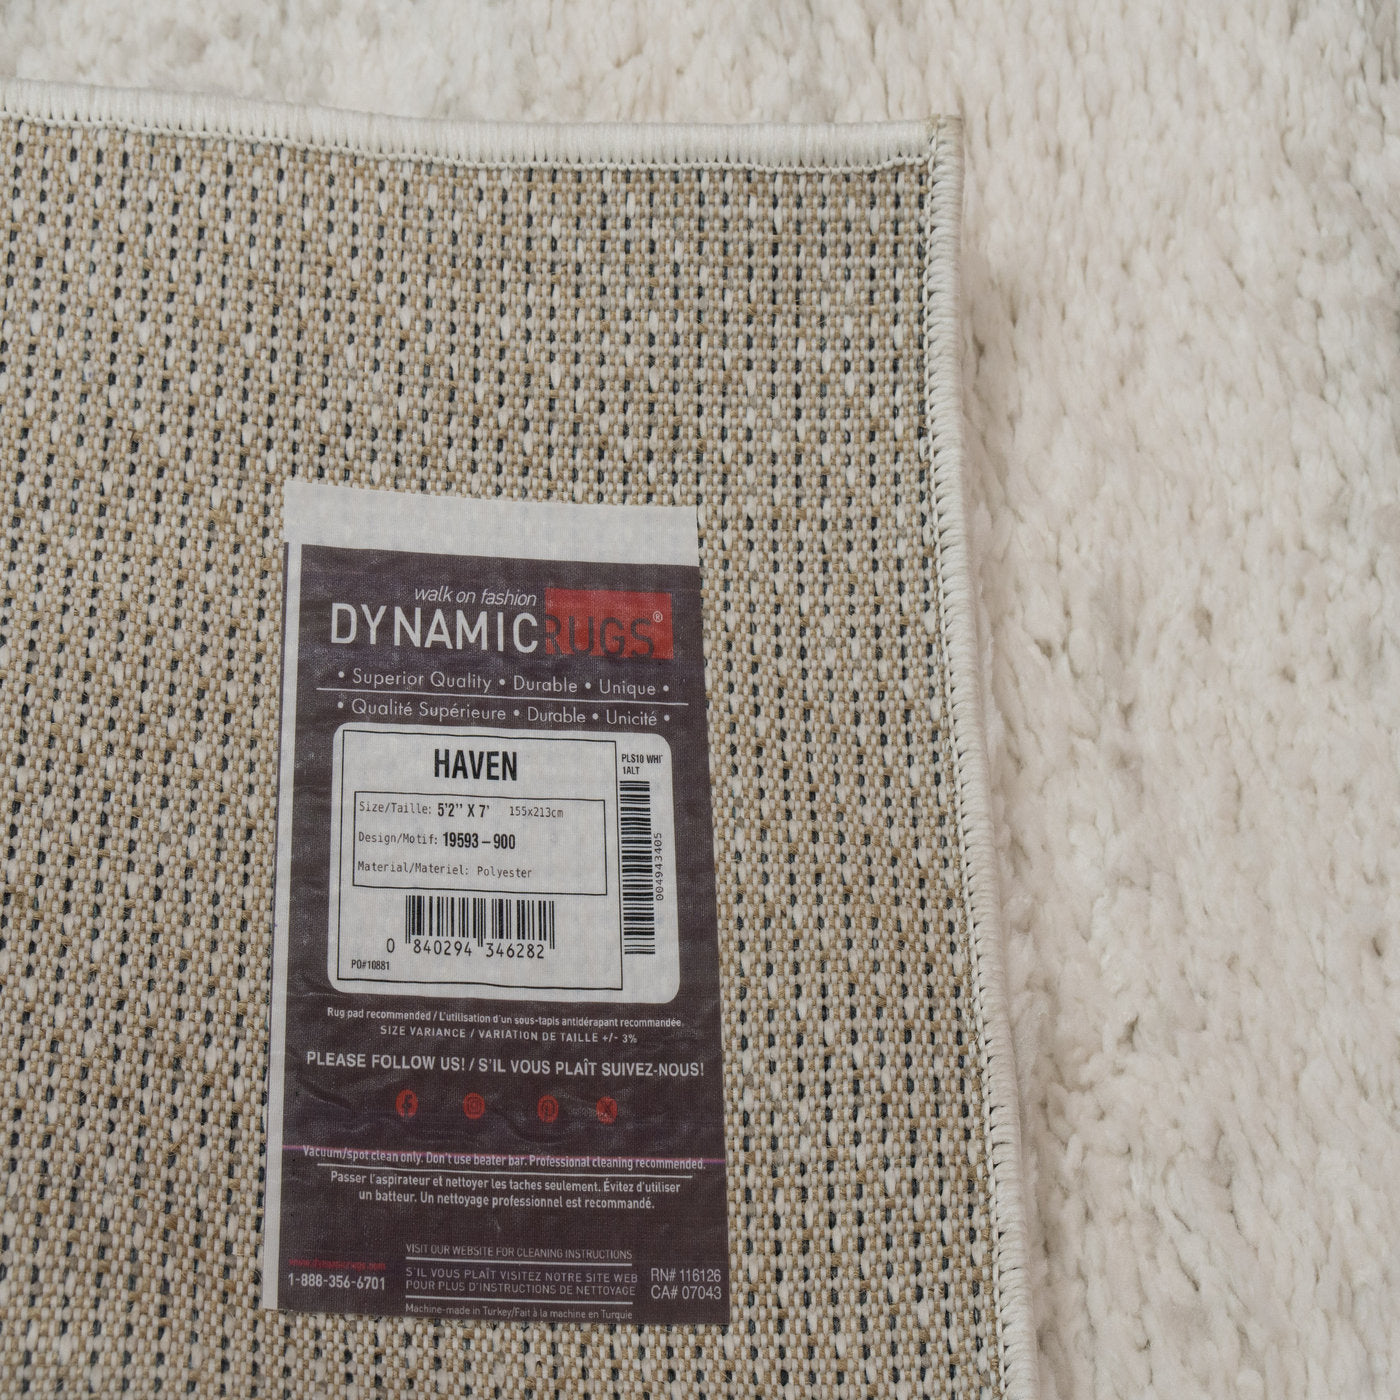 walk on fashion
DYNAMICRUGS®
• Superior Quality • Durable • Unique •
• Qualité Supérieure • Durable • Unicité •
HAVEN
Size/Taille: 5'2'' X 7' 155x213cm
Design/Motif: 19593-900
Material/Materiel: Polyester
0 840294 346282
PO#10881
PLS10 WHI
1ALT
004943405
Rug pad recommended / L'utilisation d'un sous-tapis antidérapant recommandée
SIZE VARIANCE / VARIATION DE TAILLE +/- 3%
PLEASE FOLLOW US! / S'IL VOUS PLAÎT SUIVEZ-NOUS!
Vacuum/spot clean only. Don't use beater bar. Professional cleaning recommended.
Passer l'aspirateur et nettoyer les taches seulement. Évitez d'utiliser
un batteur. Un nettoyage professionnel est recommandé.
VISIT OUR WEBSITE FOR CLEANING INSTRUCTIONS
www.dynamicrugs.com
1-888-356-6701
S'IL VOUS PLAÎT VISITEZ NOTRE SITE WEB
POUR PLUS D'INSTRUCTIONS DE NETTOYAGE
RN# 116126
CA# 07043
Machine-made in Turkey/Fait à la machine en Turquie